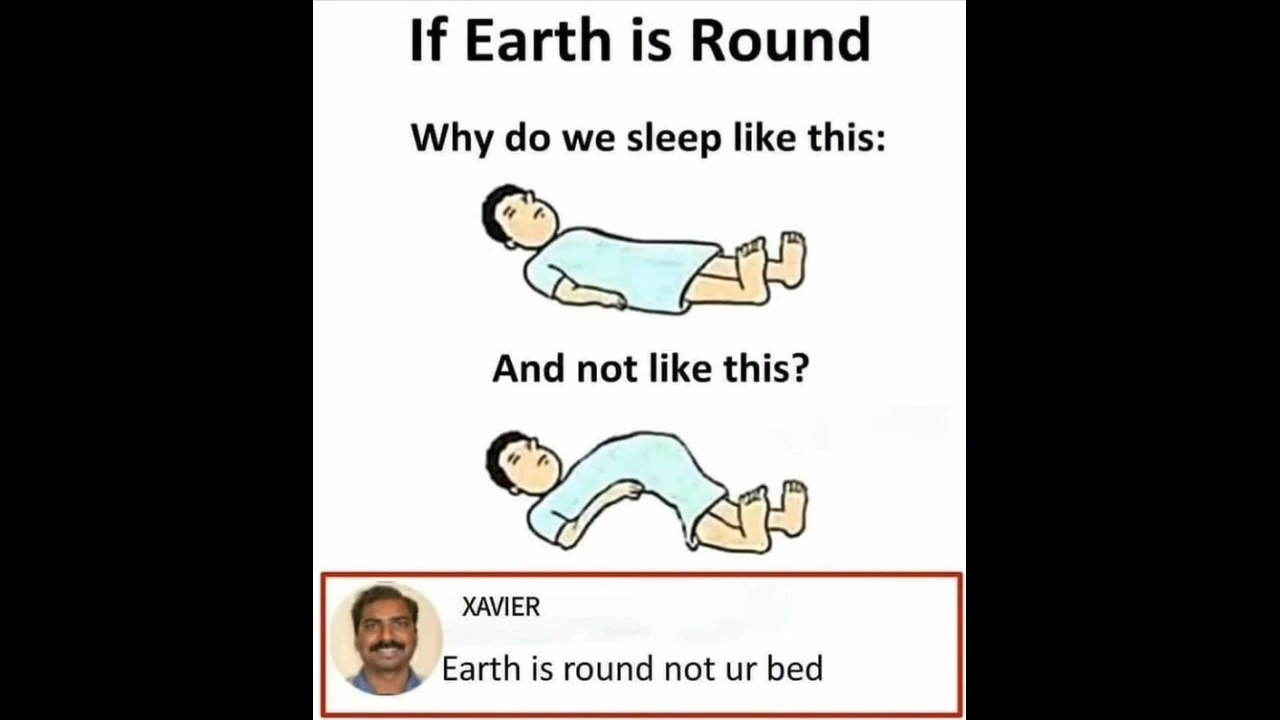 If Earth is Round
Why do we sleep like this:
And not like this?
XAVIER
Earth is round not ur bed